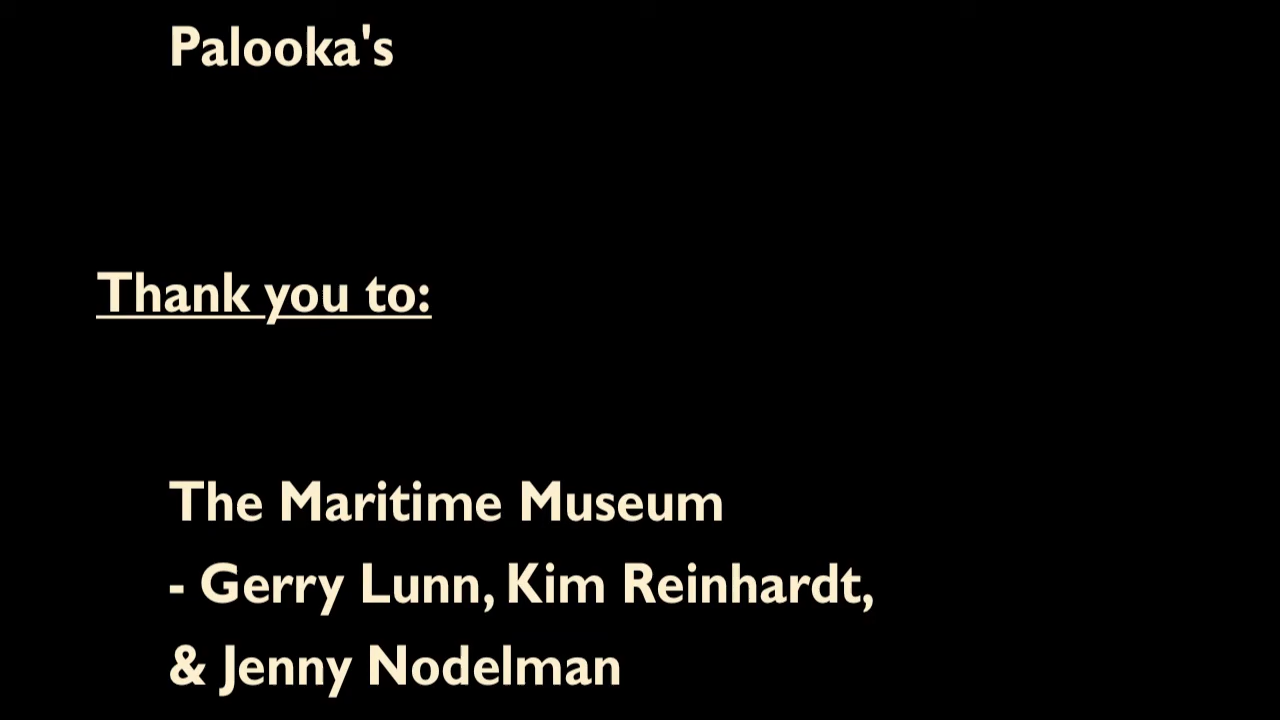 Palooka's
Thank you to:
The Maritime Museum
- Gerry Lunn, Kim Reinhardt,
& Jenny Nodelman